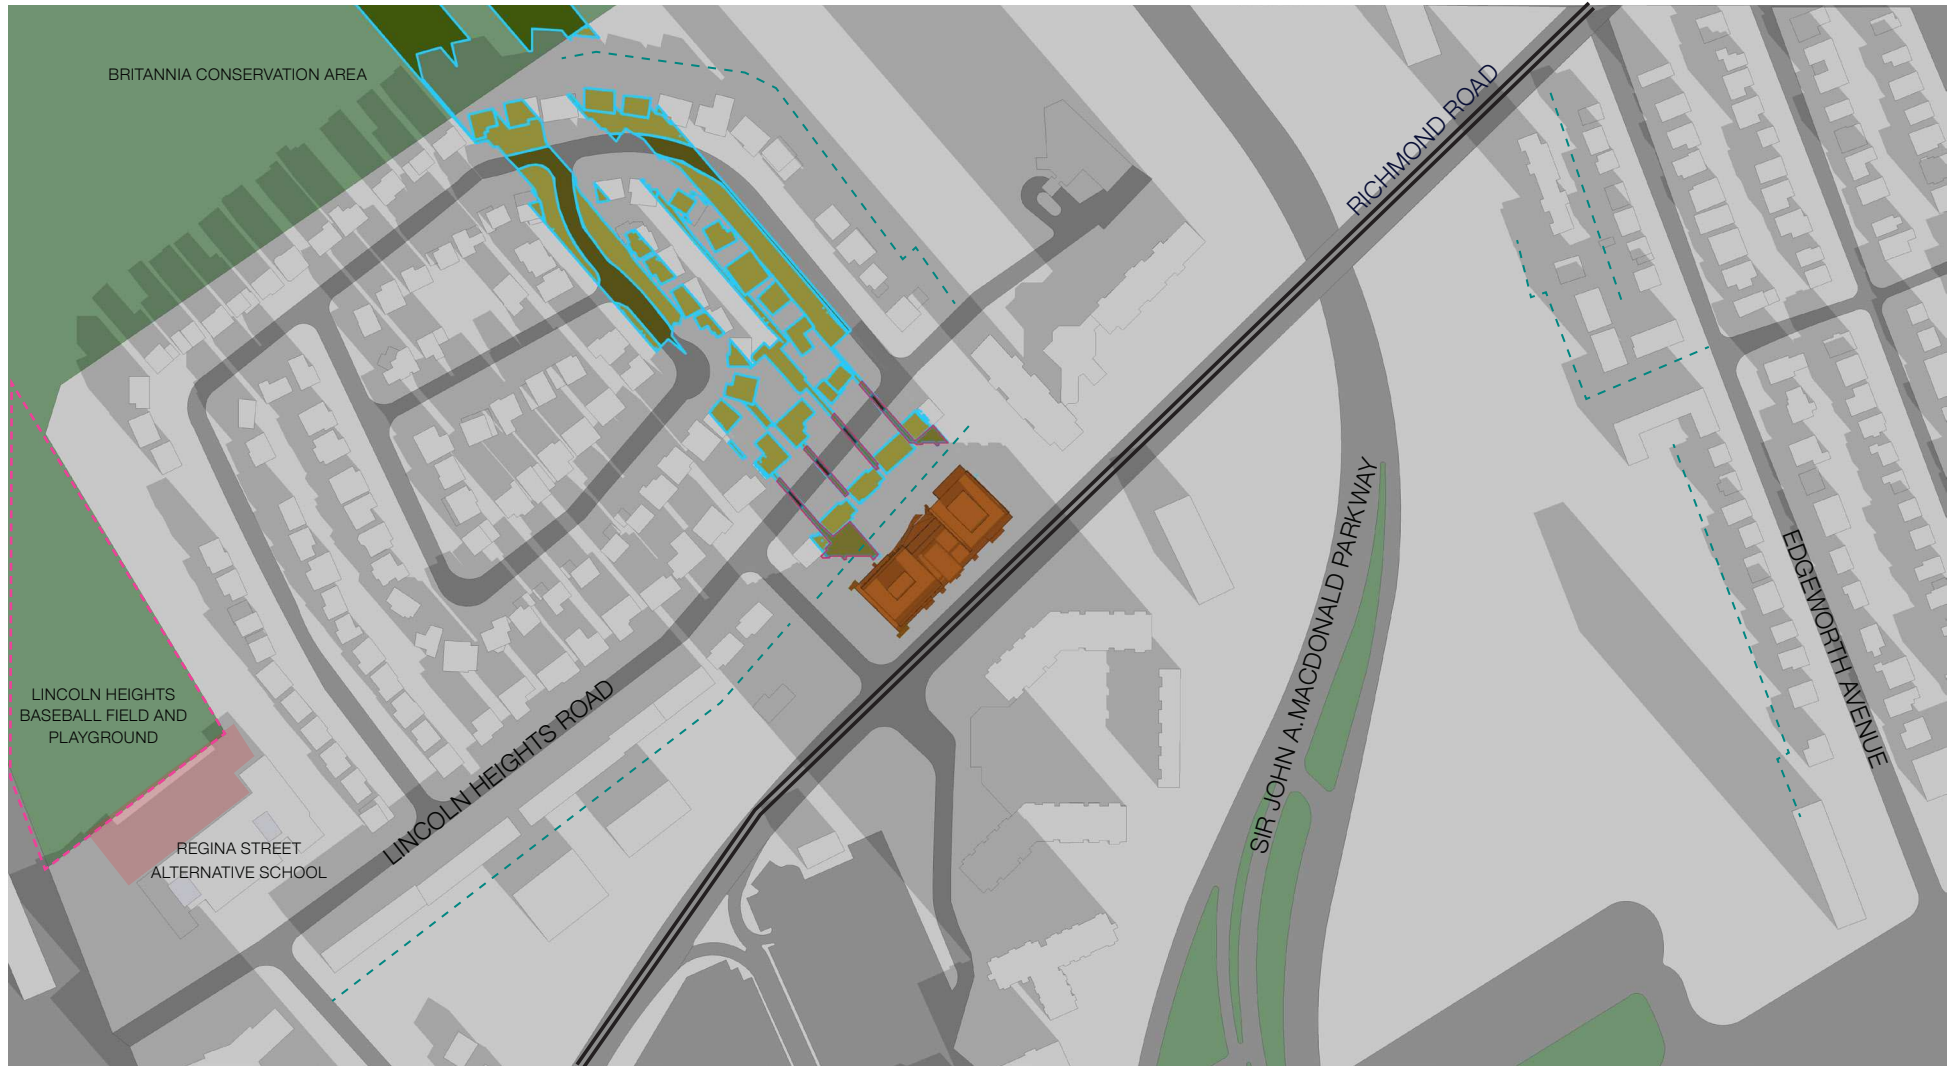 BRITANNIA CONSERVATION AREA
RICHMOND ROAD
SIR JOHN A.MACDONALD PARKWAY
EDGEWORTH AVENUE
LINCOLN HEIGHTS
BASEBALL FIELD AND
PLAYGROUND
LINCOLN HEIGHTS ROAD
REGINA STREET
ALTERNATIVE SCHOOL